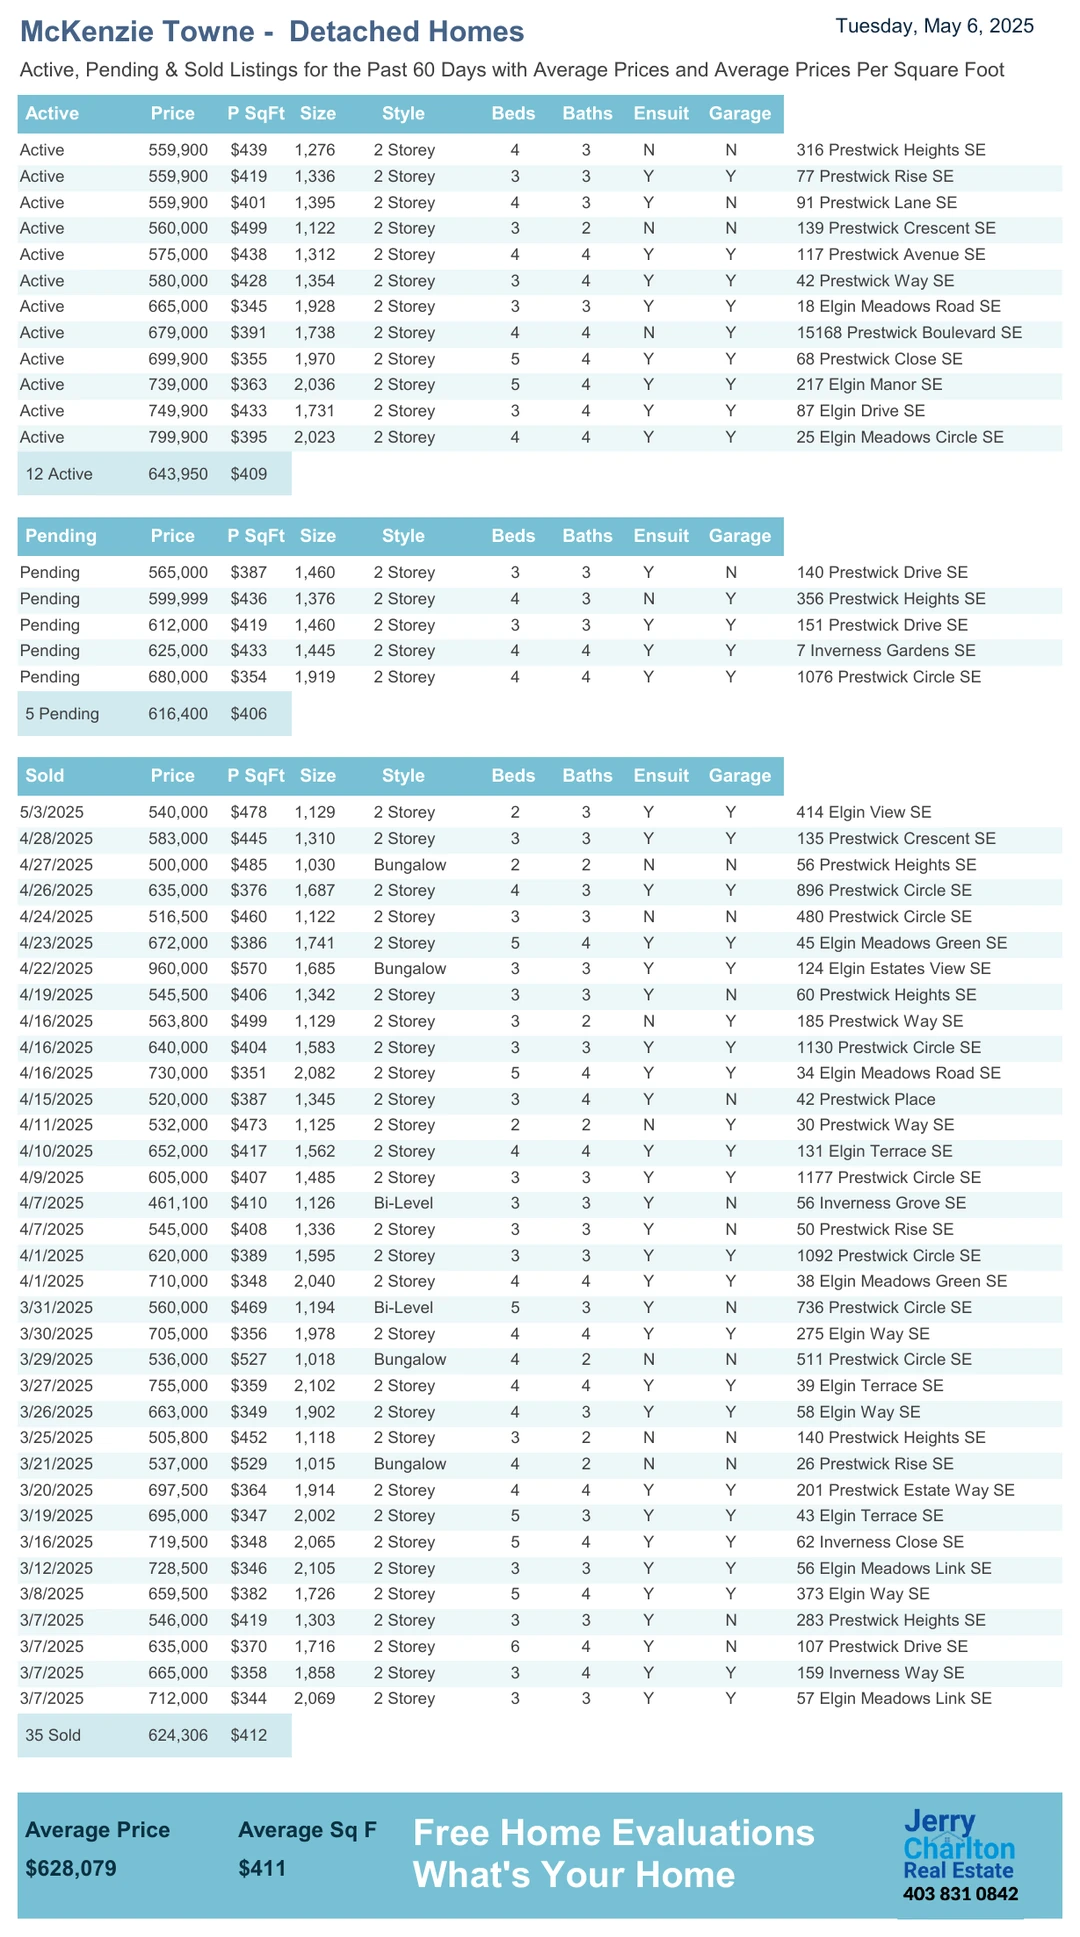 McKenzie Towne - Detached Homes
Tuesday, May 6, 2025
Active, Pending & Sold Listings for the Past 60 Days with Average Prices and Average Prices Per Square Foot
Active Price P SqFt Size Style Beds Baths Ensuit Garage
Active 559,900 $439 1,276 2 Storey 4 3 N N 316 Prestwick Heights SE
Active 559,900 $419 1,336 2 Storey 3 3 Y Y 77 Prestwick Rise SE
Active 559,900 $401 1,395 2 Storey 4 3 Y N 91 Prestwick Lane SE
Active 560,000 $499 1,122 2 Storey 3 2 N N 139 Prestwick Crescent SE
Active 575,000 $438 1,312 2 Storey 4 4 Y Y 117 Prestwick Avenue SE
Active 580,000 $428 1,354 2 Storey 3 4 Y Y 42 Prestwick Way SE
Active 665,000 $345 1,928 2 Storey 3 3 Y Y 18 Elgin Meadows Road SE
Active 679,000 $391 1,738 2 Storey 4 4 N Y 15168 Prestwick Boulevard SE
Active 699,900 $355 1,970 2 Storey 5 4 Y Y 68 Prestwick Close SE
Active 739,000 $363 2,036 2 Storey 5 4 Y Y 217 Elgin Manor SE
Active 749,900 $433 1,731 2 Storey 3 4 Y Y 87 Elgin Drive SE
Active 799,900 $395 2,023 2 Storey 4 4 Y Y 25 Elgin Meadows Circle SE
12 Active 643,950 $409
Pending Price P SqFt Size Style Beds Baths Ensuit Garage
Pending 565,000 $387 1,460 2 Storey 3 3 Y N 140 Prestwick Drive SE
Pending 599,999 $436 1,376 2 Storey 4 3 N Y 356 Prestwick Heights SE
Pending 612,000 $419 1,460 2 Storey 3 3 Y Y 151 Prestwick Drive SE
Pending 625,000 $433 1,445 2 Storey 4 4 Y Y 7 Inverness Gardens SE
Pending 680,000 $354 1,919 2 Storey 4 4 Y Y 1076 Prestwick Circle SE
5 Pending 616,400 $406
Sold Price P SqFt Size Style Beds Baths Ensuit Garage
5/3/2025 540,000 $478 1,129 2 Storey 2 3 Y Y 414 Elgin View SE
4/28/2025 583,000 $445 1,310 2 Storey 3 3 Y Y 135 Prestwick Crescent SE
4/27/2025 500,000 $485 1,030 Bungalow 2 2 N N 56 Prestwick Heights SE
4/26/2025 635,000 $376 1,687 2 Storey 4 3 Y Y 896 Prestwick Circle SE
4/24/2025 516,500 $460 1,122 2 Storey 3 3 N N 480 Prestwick Circle SE
4/23/2025 672,000 $386 1,741 2 Storey 5 4 Y Y 45 Elgin Meadows Green SE
4/22/2025 960,000 $570 1,685 Bungalow 3 3 Y Y 124 Elgin Estates View SE
4/19/2025 545,500 $406 1,342 2 Storey 3 3 Y N 60 Prestwick Heights SE
4/16/2025 563,800 $499 1,129 2 Storey 3 2 N Y 185 Prestwick Way SE
4/16/2025 640,000 $404 1,583 2 Storey 3 3 Y Y 1130 Prestwick Circle SE
4/16/2025 730,000 $351 2,082 2 Storey 5 4 Y Y 34 Elgin Meadows Road SE
4/15/2025 520,000 $387 1,345 2 Storey 3 4 Y N 42 Prestwick Place
4/11/2025 532,000 $473 1,125 2 Storey 2 2 N Y 30 Prestwick Way SE
4/10/2025 652,000 $417 1,562 2 Storey 4 4 Y Y 131 Elgin Terrace SE
4/9/2025 605,000 $407 1,485 2 Storey 3 3 Y Y 1177 Prestwick Circle SE
4/7/2025 461,100 $410 1,126 Bi-Level 3 3 Y N 56 Inverness Grove SE
4/7/2025 545,000 $408 1,336 2 Storey 3 3 Y N 50 Prestwick Rise SE
4/1/2025 620,000 $389 1,595 2 Storey 3 3 Y Y 1092 Prestwick Circle SE
4/1/2025 710,000 $348 2,040 2 Storey 4 4 Y Y 38 Elgin Meadows Green SE
3/31/2025 560,000 $469 1,194 Bi-Level 5 3 Y N 736 Prestwick Circle SE
3/30/2025 705,000 $356 1,978 2 Storey 4 4 Y Y 275 Elgin Way SE
3/29/2025 536,000 $527 1,018 Bungalow 4 2 N N 511 Prestwick Circle SE
3/27/2025 755,000 $359 2,102 2 Storey 4 4 Y Y 39 Elgin Terrace SE
3/26/2025 663,000 $349 1,902 2 Storey 4 3 Y Y 58 Elgin Way SE
3/25/2025 505,800 $452 1,118 2 Storey 3 2 N N 140 Prestwick Heights SE
3/21/2025 537,000 $529 1,015 Bungalow 4 2 N N 26 Prestwick Rise SE
3/20/2025 697,500 $364 1,914 2 Storey 4 4 Y Y 201 Prestwick Estate Way SE
3/19/2025 695,000 $347 2,002 2 Storey 5 3 Y Y 43 Elgin Terrace SE
3/16/2025 719,500 $348 2,065 2 Storey 5 4 Y Y 62 Inverness Close SE
3/12/2025 728,500 $346 2,105 2 Storey 3 3 Y Y 56 Elgin Meadows Link SE
3/8/2025 659,500 $382 1,726 2 Storey 5 4 Y Y 373 Elgin Way SE
3/7/2025 546,000 $419 1,303 2 Storey 3 3 Y N 283 Prestwick Heights SE
3/7/2025 635,000 $370 1,716 2 Storey 6 4 Y N 107 Prestwick Drive SE
3/7/2025 665,000 $358 1,858 2 Storey 3 4 Y Y 159 Inverness Way SE
3/7/2025 712,000 $344 2,069 2 Storey 3 3 Y Y 57 Elgin Meadows Link SE
35 Sold 624,306 $412
Average Price Average Sq F
$628,079 $411
Free Home Evaluations
What's Your Home
Jerry
Charlton
Real Estate
403 831 0842